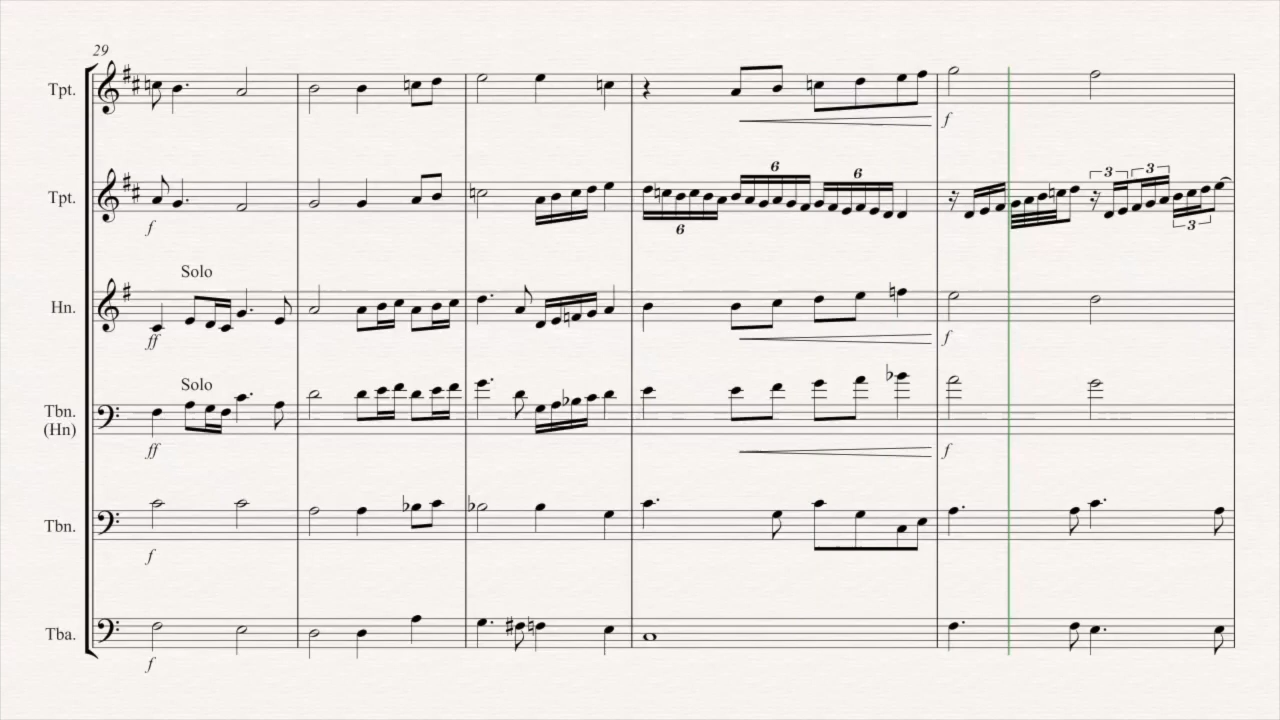 29
Tpt.
f
Tpt.
f
6
6
6
3
3
3
Solo
Hn.
ff
f
Solo
Tbn.
(Hn)
ff
f
Tbn.
f
Tba.
f